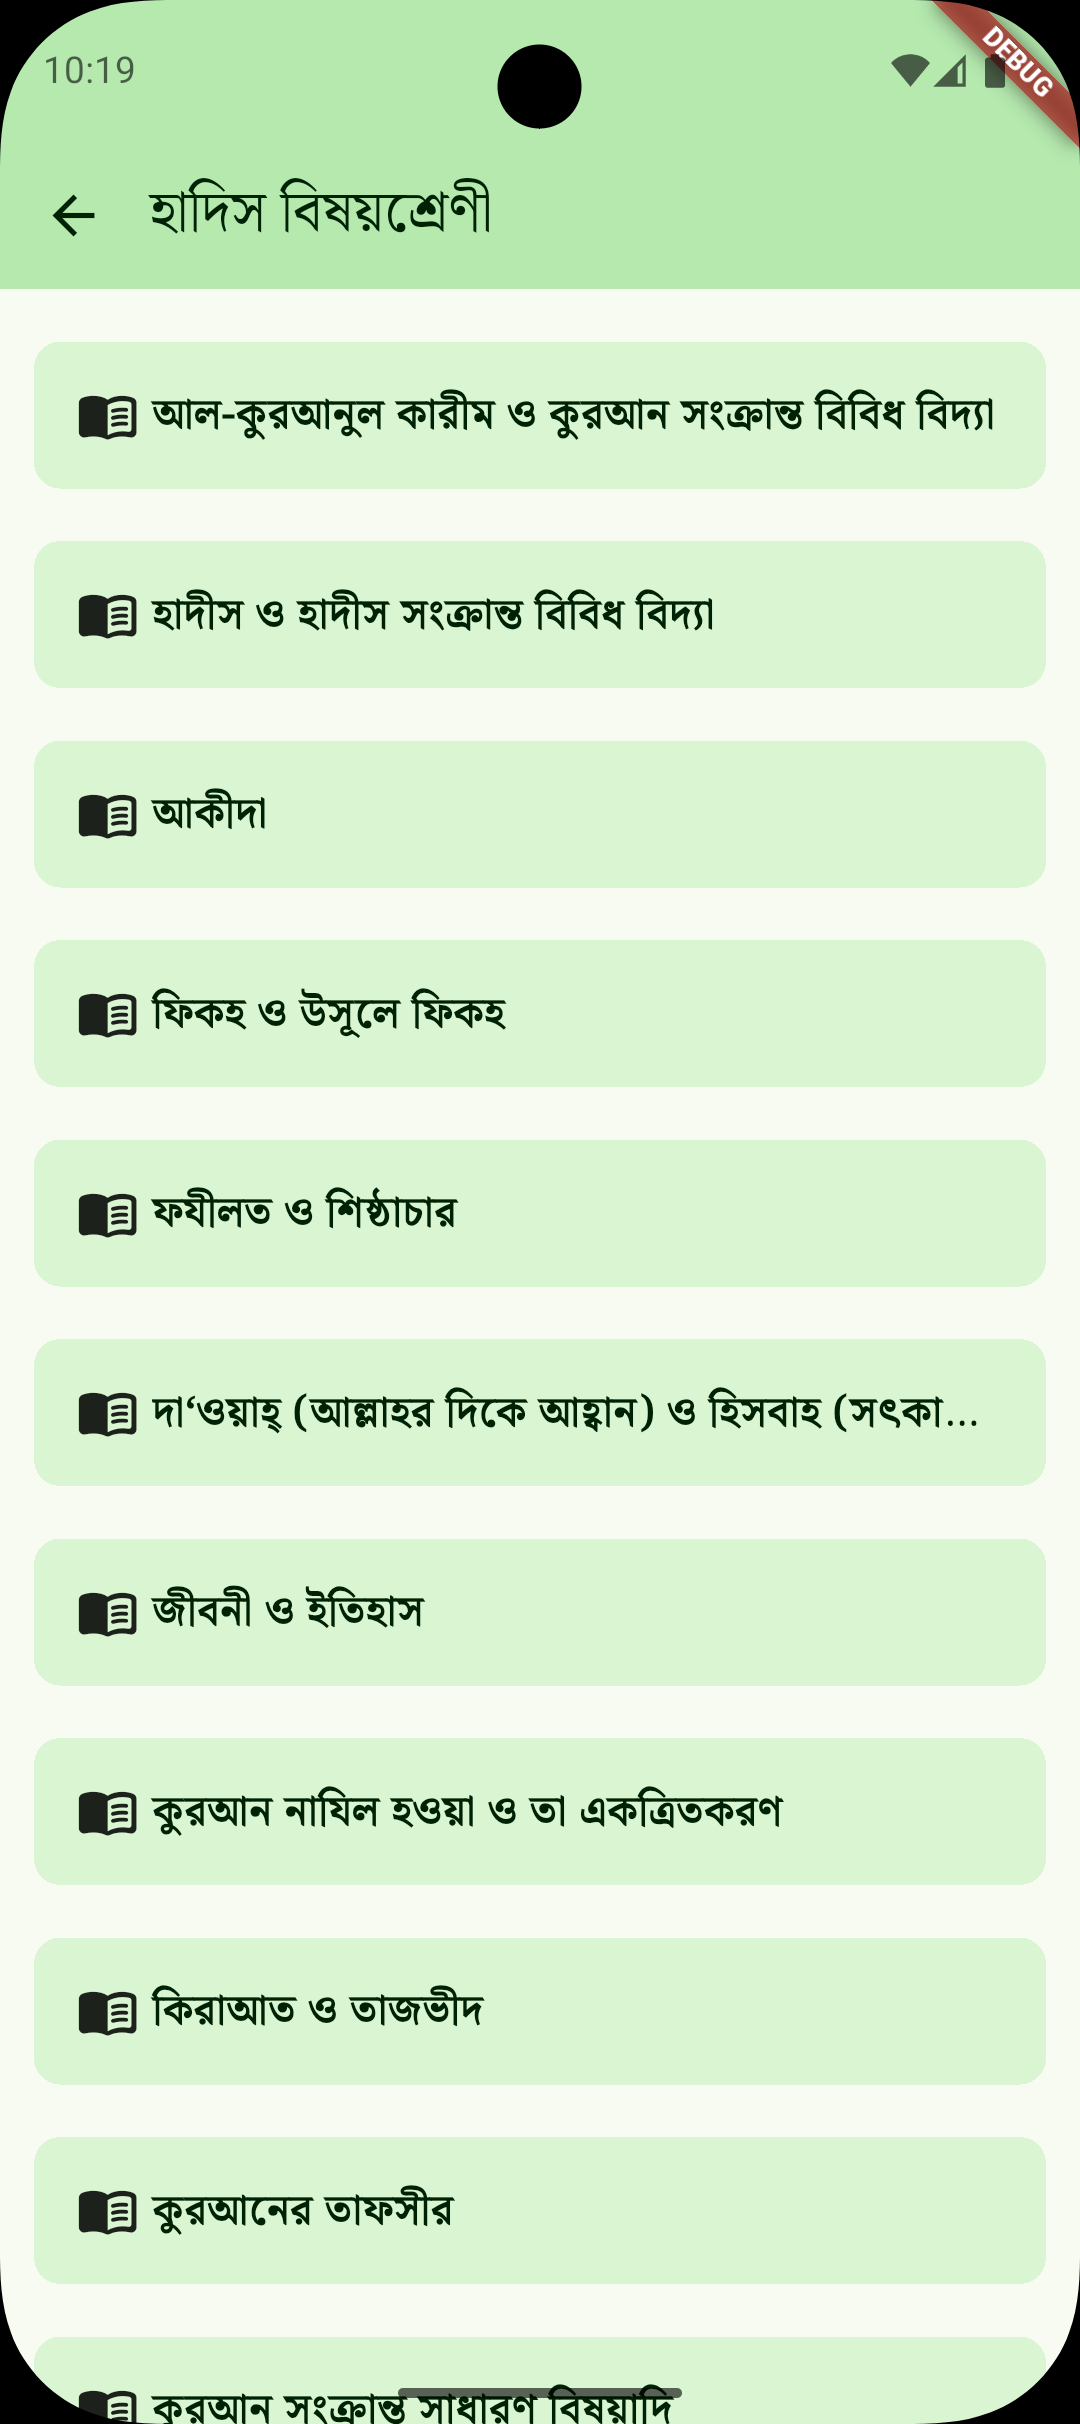 10:19
DEBUG
হাদিস বিষয়শ্রেণী
আল-কুরআনুল কারীম ও কুরআন সংক্রান্ত বিবিধ বিদ্যা
হাদীস ও হাদীস সংক্রান্ত বিবিধ বিদ্যা
আকীদা
ফিকহ ও উসূলে ফিকহ
ফযীলত ও শিষ্ঠাচার
দা‘ওয়াহ্ (আল্লাহর দিকে আহ্বান) ও হিসবাহ (সৎকা...
জীবনী ও ইতিহাস
কুরআন নাযিল হওয়া ও তা একত্রিতকরণ
কিরাআত ও তাজভীদ
কুরআনের তাফসীর
কুরআন সংক্রান্ত সাধারণ বিষয়াদি